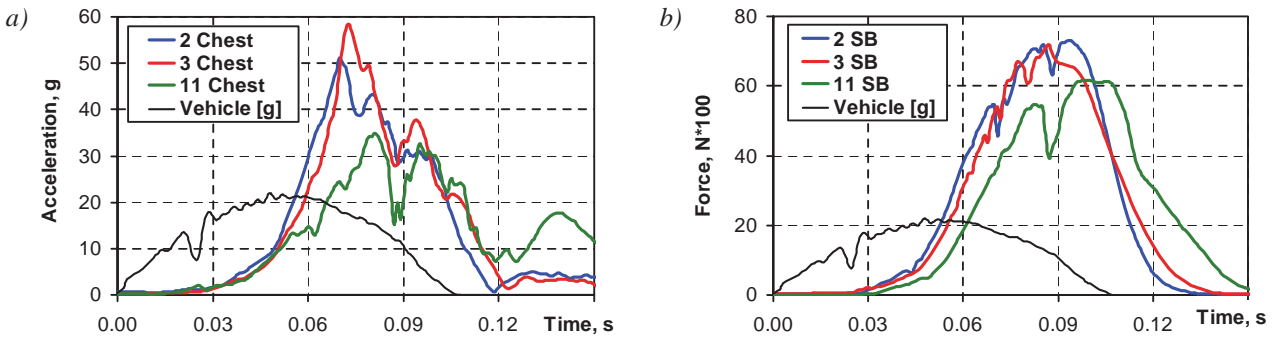 a)
Acceleration, g
60
50
40
30
20
10
0
2 Chest
3 Chest
11 Chest
Vehicle [g]
0.00 0.03 0.06 0.09 0.12 Time, s
b)
Force, N*100
80
60
40
20
0
2 SB
3 SB
11 SB
Vehicle [g]
0.00 0.03 0.06 0.09 0.12 Time, s